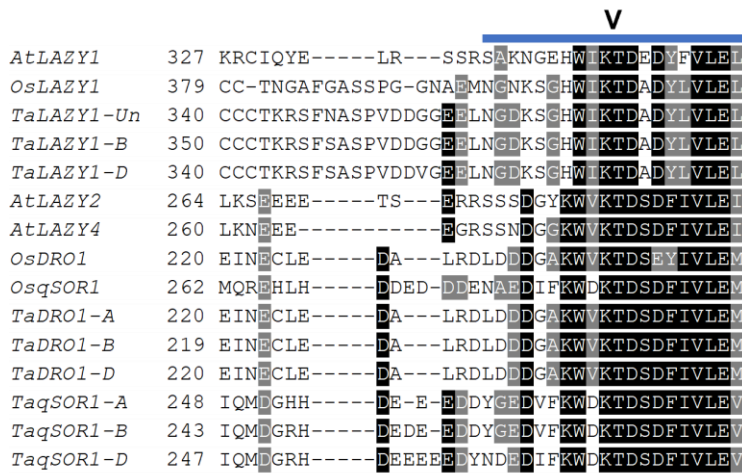 V
AtLAZY1 327 KRCIQYE-----LR---SSRSAKNGEHWIKTDEDYFVLEL
OsLAZY1 379 CC-TNGAFGASSPG-GNAEMNGNKSGHWIKTDADYLVLEL
TaLAZY1-Un 340 CCCTKRSFNASPVDDGGEELNGDKSGHWIKTDADYLVLEL
TaLAZY1-B 350 CCCTKRSFNASPVDDGGEELNGDKSGHWIKTDADYLVLEL
TaLAZY1-D 340 CCCTKRSFNASPVDDVGEELNGDKSGHWIKTDADYLVLEL
AtLAZY2 264 LKSEEEE-----TS---ERRSSSDGYKWVKTDSDFIVLEI
AtLAZY4 260 LKNEEE-----------EGRSSNDGGKWVKTDSDFIVLEI
OsDRO1 220 EINECLE-----DA---LRDLDDDGAKWVKTDSEYIVLEM
OsqSOR1 262 MQREHLH-----DDED-DDENAEDIFKWDKTDSDFIVLEM
TaDRO1-A 220 EINECLE-----DA---LRDLDDDGAKWVKTDSDFIVLEM
TaDRO1-B 219 EINECLE-----DA---LRDLDDDGAKWVKTDSDFIVLEM
TaDRO1-D 220 EINECLE-----DA---LRDLDDDGAKWVKTDSDFIVLEM
TaqSOR1-A 248 IQMDGHH-----DE-E-EDDYGEDVFKWDKTDSDFIVLEV
TaqSOR1-B 243 IQMDGRH-----DEDE-EDDYGEDVFKWDKTDSDFIVLEV
TaqSOR1-D 247 IQMDGRH-----DEEEEEDYNDEDIFKWDKTDSDFIVLEV